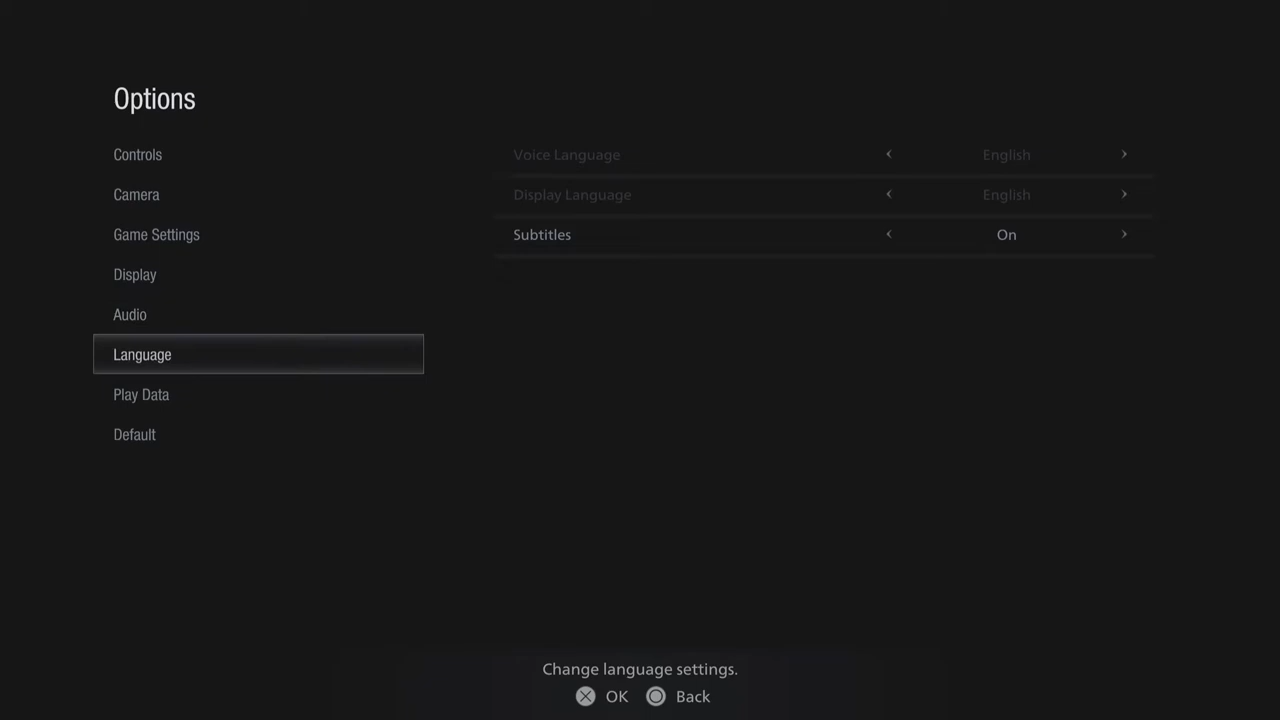 Options
Controls
Camera
Game Settings
Display
Audio
Language
Play Data
Default
Voice Language English
Display Language English
Subtitles On
Change language settings.
OK Back